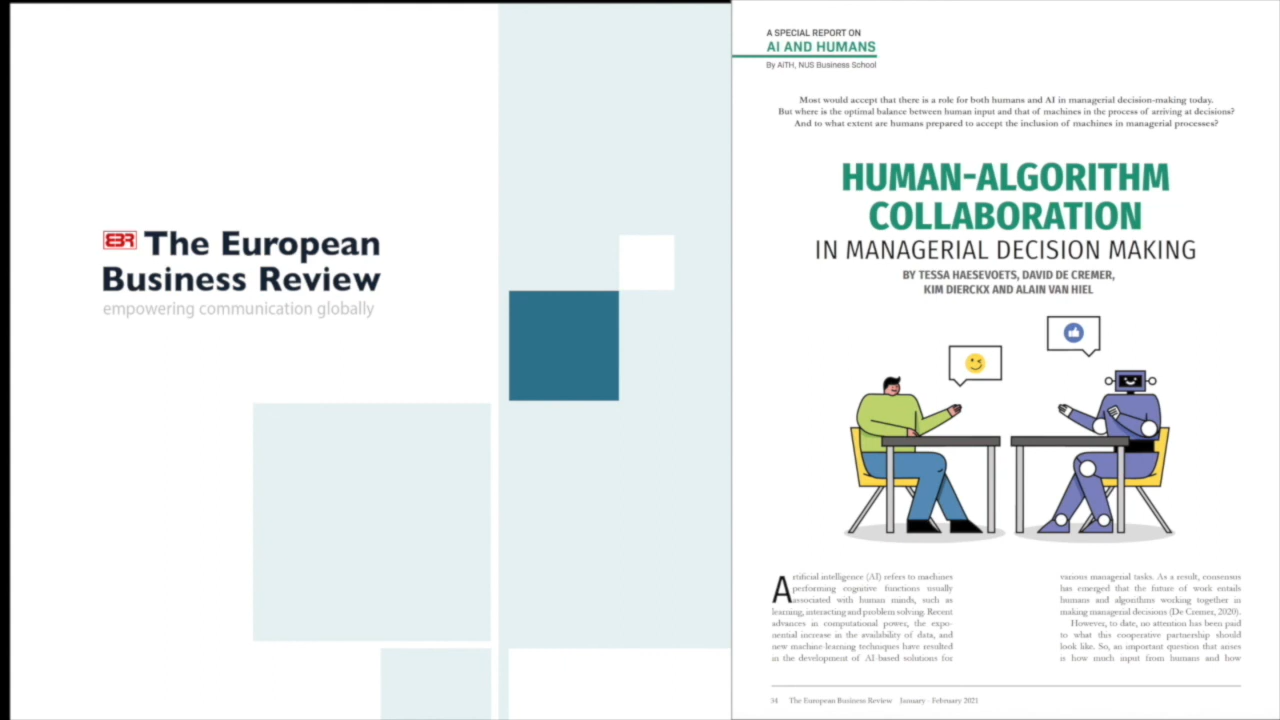 EBR The European
Business Review
empowering communication globally
A SPECIAL REPORT ON
AI AND HUMANS
By AiTH, NUS Business School
Most would accept that there is a role for both humans and AI in managerial decision-making today.
But where is the optimal balance between human input and that of machines in the process of arriving at decisions?
And to what extent are humans prepared to accept the inclusion of machines in managerial processes?
HUMAN-ALGORITHM
COLLABORATION
IN MANAGERIAL DECISION MAKING
BY TESSA HAESEVOETS, DAVID DE CREMER,
KIM DIERCKX AND ALAIN VAN HIEL
Artificial intelligence (AI) refers to machines
performing cognitive functions usually
associated with human minds, such as
learning, interacting and problem solving. Recent
advances in computational power, the expo-
nential increase in the availability of data, and
new machine-learning techniques have resulted
in the development of AI-based solutions for
various managerial tasks. As a result, consensus
has emerged that the future of work entails
humans and algorithms working together in
making managerial decisions (De Cremer, 2020).
However, to date, no attention has been paid
to what this cooperative partnership should
look like. So, an important question that arises
is how much input from humans and how
34 The European Business Review January - February 2021